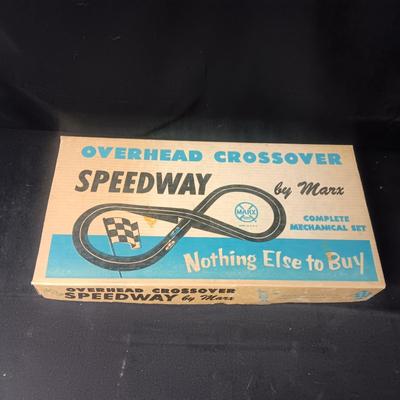 OVERHEAD CROSSOVER
SPEEDWAY by Marx
MARX
COMPLETE
MECHANICAL SET
Nothing Else to Buy
OVERHEAD CROSSOVER
SPEEDWAY by Marx